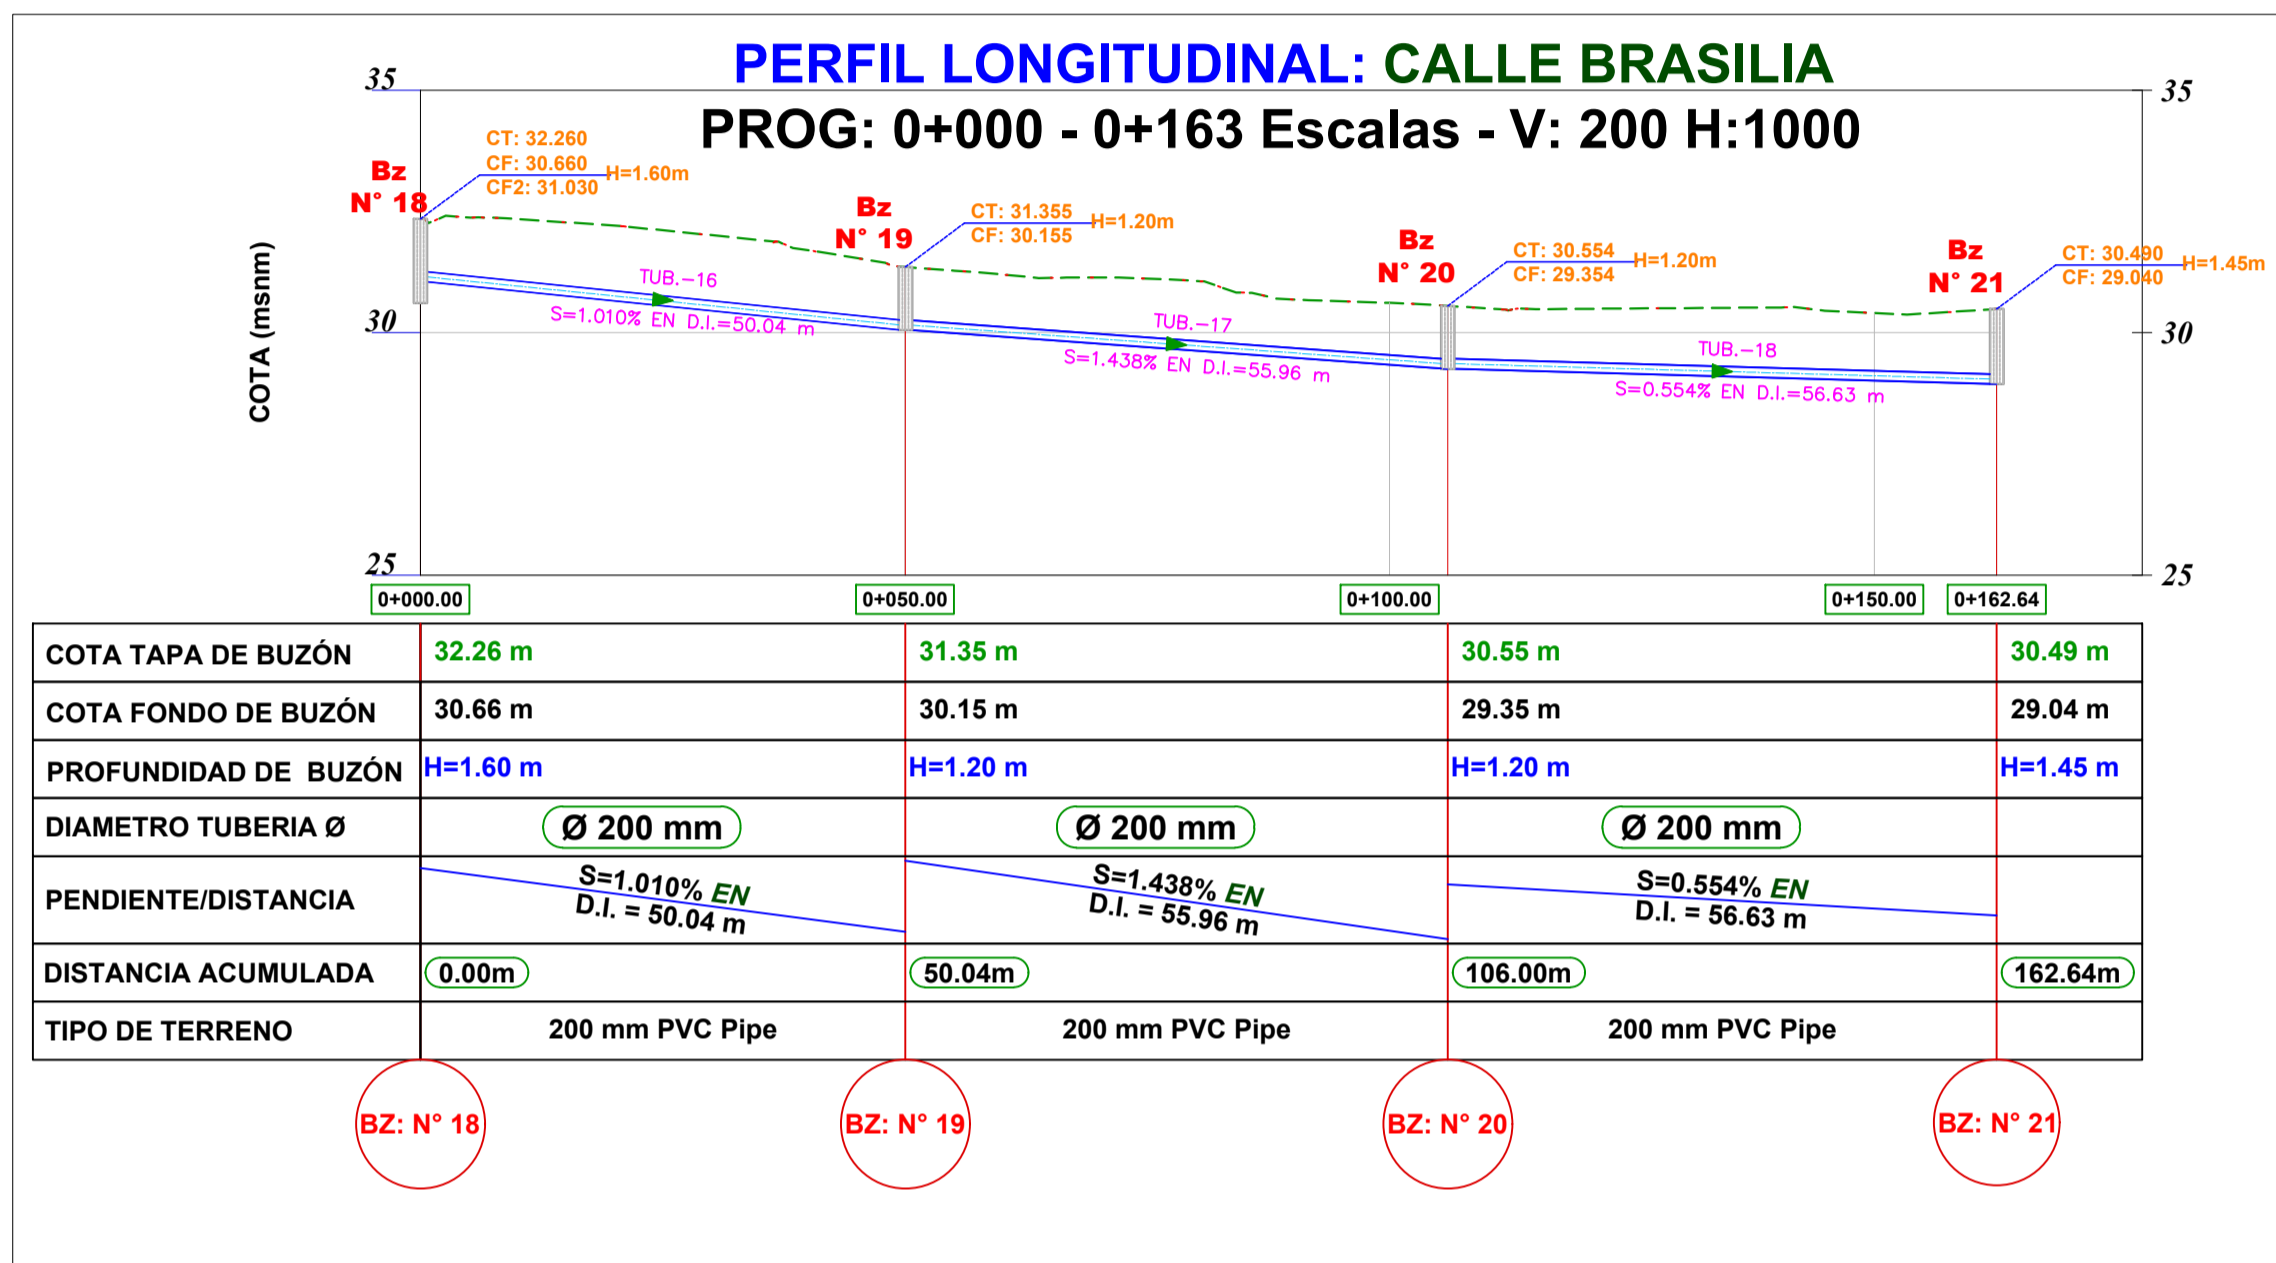 PERFIL LONGITUDINAL: CALLE BRASILIA
PROG: 0+000 - 0+163 Escalas - V: 200 H:1000
35
35
30
30
25
25
COTA (msnm)
Bz
N° 18
CT: 32.260
CF: 30.660
CF2: 31.030
H=1.60m
Bz
N° 19
CT: 31.355
CF: 30.155
H=1.20m
Bz
N° 20
CT: 30.554
CF: 29.354
H=1.20m
Bz
N° 21
CT: 30.490
CF: 29.040
H=1.45m
TUB.-16
S=1.010% EN D.I.=50.04 m
TUB.-17
S=1.438% EN D.I.=55.96 m
TUB.-18
S=0.554% EN D.I.=56.63 m
0+000.00 0+050.00 0+100.00 0+150.00 0+162.64
COTA TAPA DE BUZÓN 32.26 m 31.35 m 30.55 m 30.49 m
COTA FONDO DE BUZÓN 30.66 m 30.15 m 29.35 m 29.04 m
PROFUNDIDAD DE BUZÓN H=1.60 m H=1.20 m H=1.20 m H=1.45 m
DIAMETRO TUBERIA Ø Ø 200 mm Ø 200 mm Ø 200 mm
PENDIENTE/DISTANCIA
S=1.010% EN
D.I. = 50.04 m
S=1.438% EN
D.I. = 55.96 m
S=0.554% EN
D.I. = 56.63 m
DISTANCIA ACUMULADA 0.00m 50.04m 106.00m 162.64m
TIPO DE TERRENO 200 mm PVC Pipe 200 mm PVC Pipe 200 mm PVC Pipe
BZ: N° 18 BZ: N° 19 BZ: N° 20 BZ: N° 21